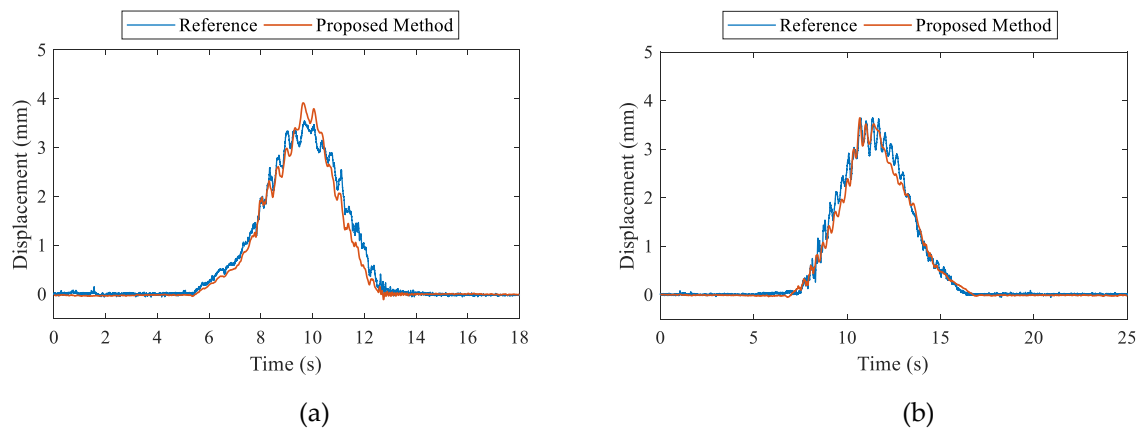 Reference Proposed Method
5
4
3
2
1
0
Displacement (mm)
0 2 4 6 8 10 12 14 16 18
Time (s)
(a)
Reference Proposed Method
5
4
3
2
1
0
Displacement (mm)
0 5 10 15 20 25
Time (s)
(b)